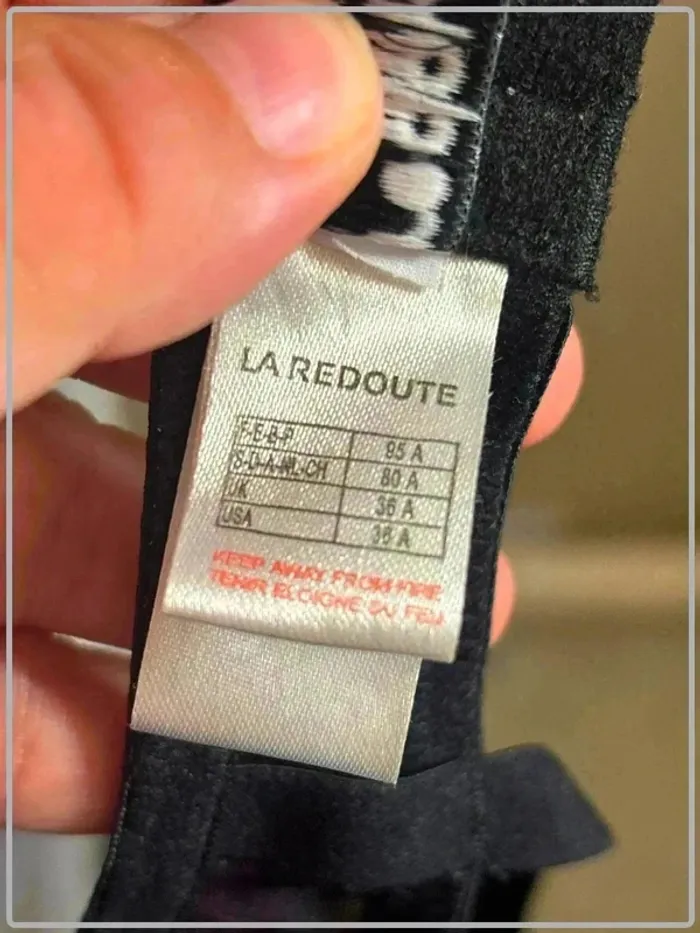 LA REDOUTE
F-E-B-P 95 A
S-D-A-NL-CH 80 A
UK 36 A
USA 36 A
KEEP AWAY FROM FIRE
TENIR ELOIGNE DU FEU